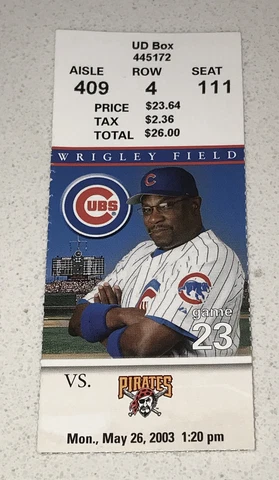 UD Box
445172
AISLE ROW SEAT
409 4 111
PRICE $23.64
TAX $2.36
TOTAL $26.00
WRIGLEY FIELD
C
CUBS
game
23
VS.
PIRATES
Mon., May 26, 2003 1:20 pm